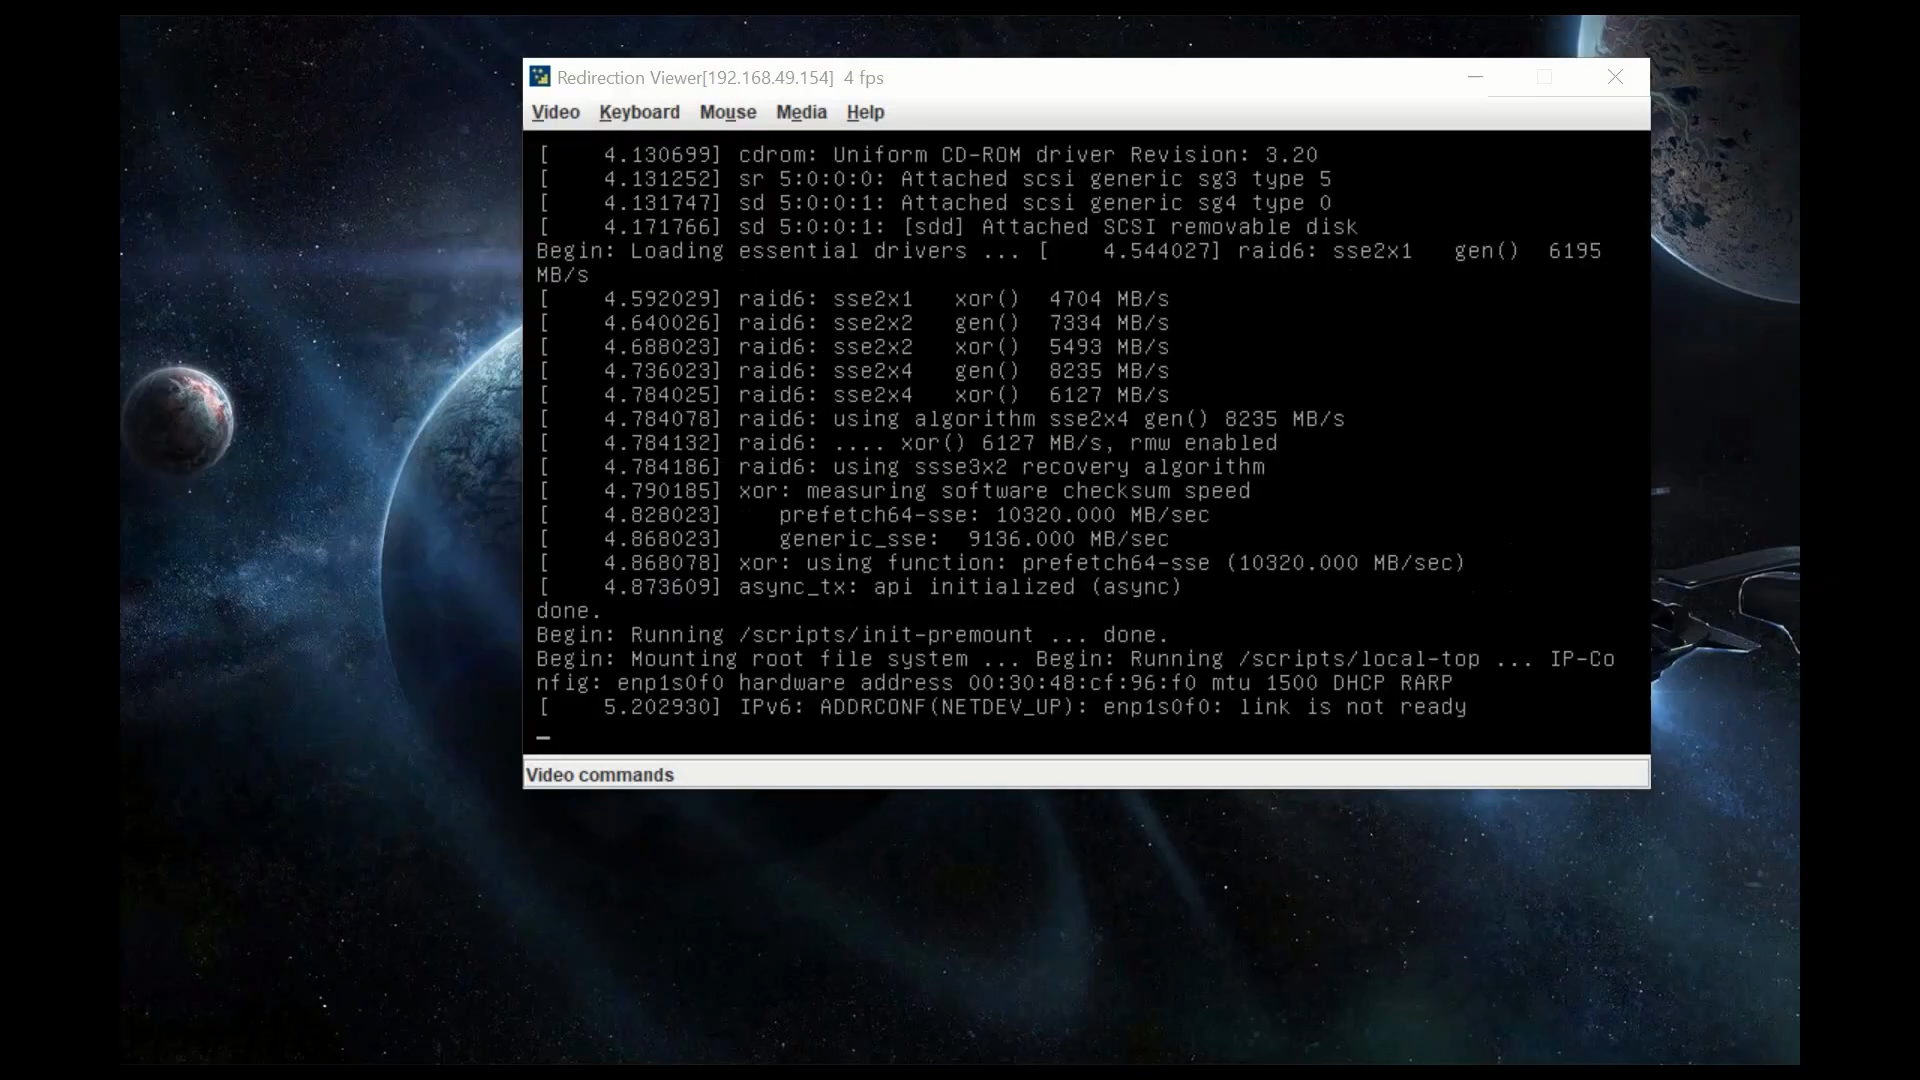 Redirection Viewer[192.168.49.154]  4 fps
Video Keyboard Mouse Media Help
[    4.130699] cdrom: Uniform CD-ROM driver Revision: 3.20
[    4.131252] sr 5:0:0:0: Attached scsi generic sg3 type 5
[    4.131747] sd 5:0:0:1: Attached scsi generic sg4 type 0
[    4.171766] sd 5:0:0:1: [sdd] Attached SCSI removable disk
Begin: Loading essential drivers ... [    4.544027] raid6: sse2x1   gen()  6195
MB/s
[    4.592029] raid6: sse2x1   xor()  4704 MB/s
[    4.640026] raid6: sse2x2   gen()  7334 MB/s
[    4.688023] raid6: sse2x2   xor()  5493 MB/s
[    4.736023] raid6: sse2x4   gen()  8235 MB/s
[    4.784025] raid6: sse2x4   xor()  6127 MB/s
[    4.784078] raid6: using algorithm sse2x4 gen() 8235 MB/s
[    4.784132] raid6: .... xor() 6127 MB/s, rmw enabled
[    4.784186] raid6: using ssse3x2 recovery algorithm
[    4.790185] xor: measuring software checksum speed
[    4.828023]    prefetch64-sse: 10320.000 MB/sec
[    4.868023]    generic_sse:  9136.000 MB/sec
[    4.868078] xor: using function: prefetch64-sse (10320.000 MB/sec)
[    4.873609] async_tx: api initialized (async)
done.
Begin: Running /scripts/init-premount ... done.
Begin: Mounting root file system ... Begin: Running /scripts/local-top ... IP-Co
nfig: enp1s0f0 hardware address 00:30:48:cf:96:f0 mtu 1500 DHCP RARP
[    5.202930] IPv6: ADDRCONF(NETDEV_UP): enp1s0f0: link is not ready
_
Video commands